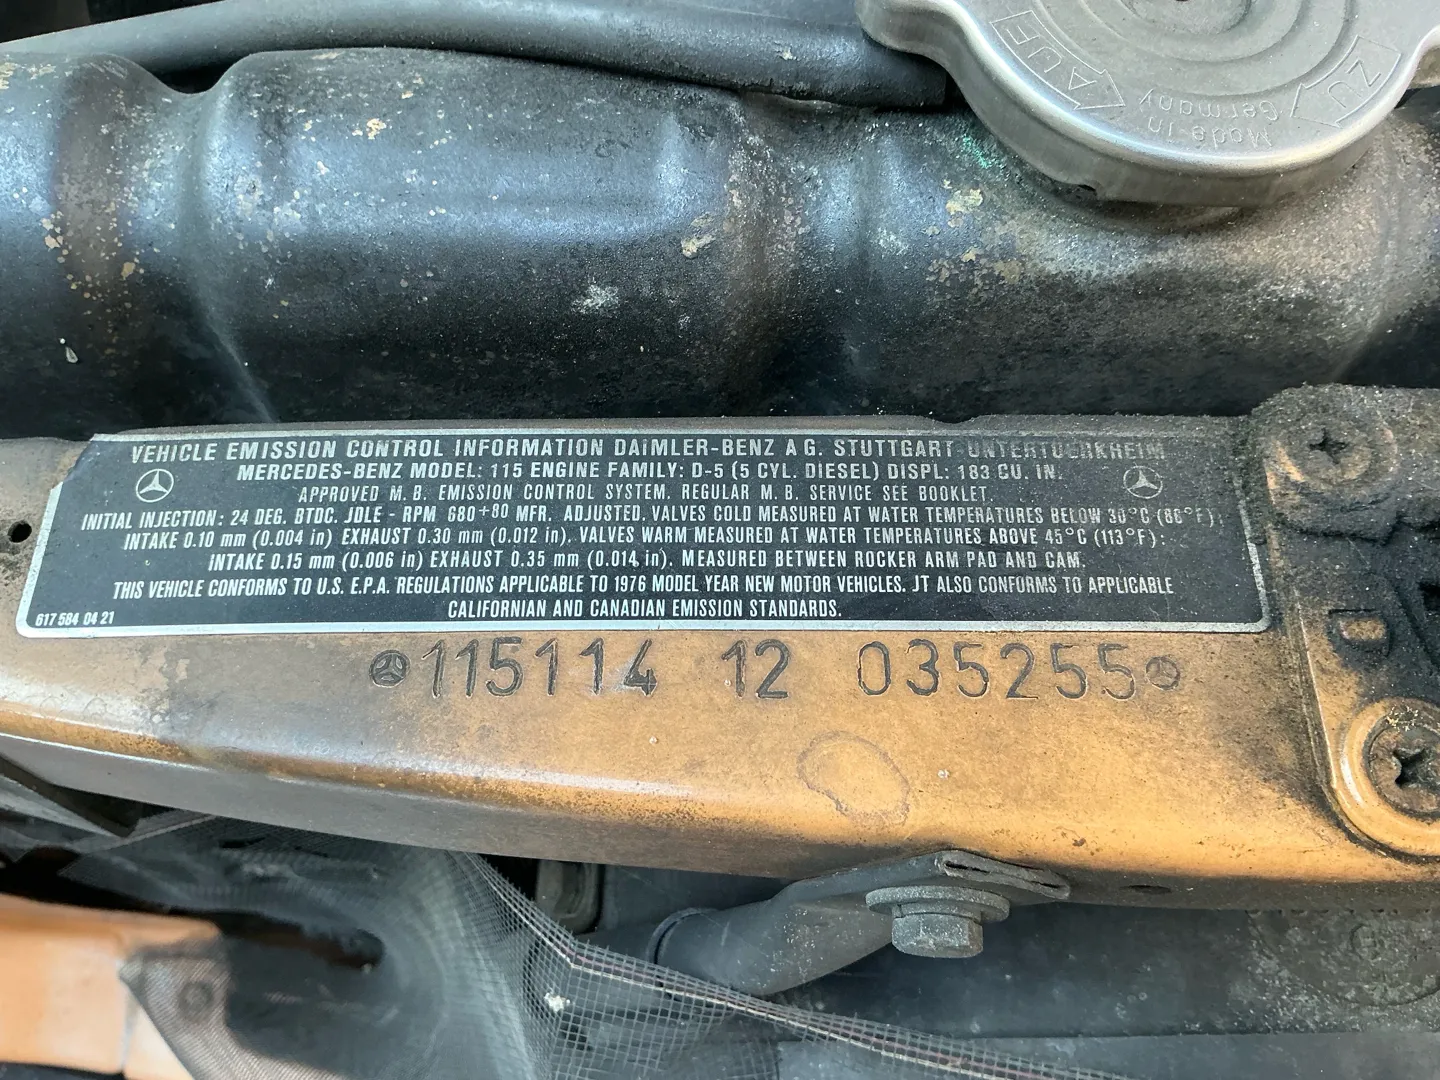 AUF
ZU
Made in
Germany
VEHICLE EMISSION CONTROL INFORMATION DAIMLER-BENZ A G. STUTTGART-UNTERTUERKHEIM
MERCEDES-BENZ MODEL: 115 ENGINE FAMILY: D-5 (5 CYL. DIESEL) DISPL: 183 CU. IN.
APPROVED M. B. EMISSION CONTROL SYSTEM. REGULAR M. B. SERVICE SEE BOOKLET.
INITIAL INJECTION: 24 DEG. BTDC. JDLE - RPM 680+80 MFR. ADJUSTED. VALVES COLD MEASURED AT WATER TEMPERATURES BELOW 30°C (86°F):
INTAKE 0.10 mm (0.004 in) EXHAUST 0.30 mm (0.012 in). VALVES WARM MEASURED AT WATER TEMPERATURES ABOVE 45°C (113°F):
INTAKE 0.15 mm (0.006 in) EXHAUST 0.35 mm (0.014 in). MEASURED BETWEEN ROCKER ARM PAD AND CAM.
THIS VEHICLE CONFORMS TO U.S. E.P.A. REGULATIONS APPLICABLE TO 1976 MODEL YEAR NEW MOTOR VEHICLES. JT ALSO CONFORMS TO APPLICABLE
CALIFORNIAN AND CANADIAN EMISSION STANDARDS.
617 584 04 21
115114 12 035255